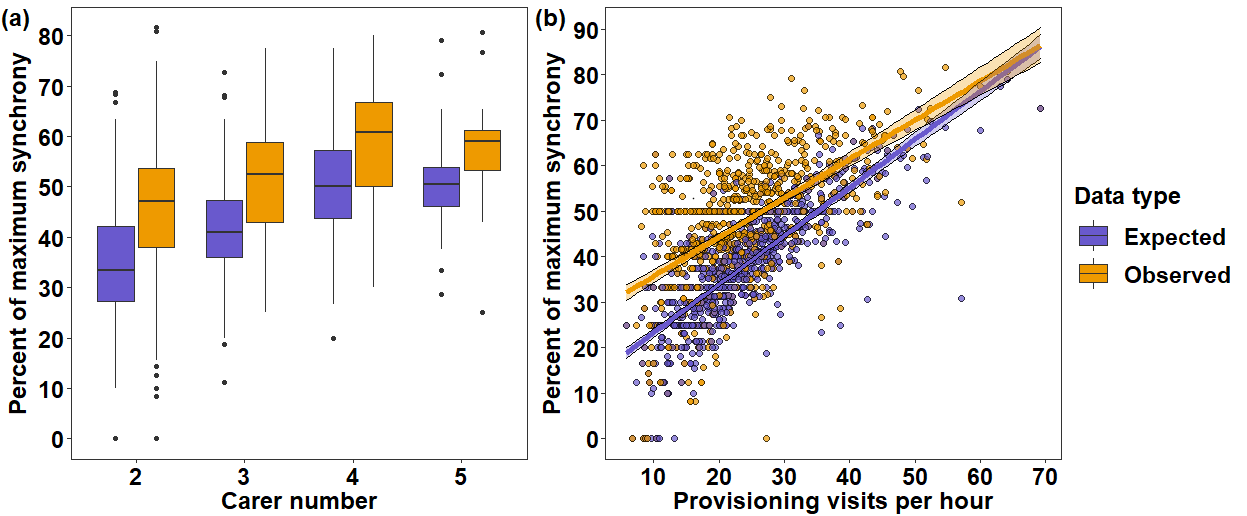 (a)
Percent of maximum synchrony
80
70
60
50
40
30
20
10
0
2 3 4 5
Carer number
(b)
Percent of maximum synchrony
90
80
70
60
50
40
30
20
10
0
10 20 30 40 50 60 70
Provisioning visits per hour
Data type
Expected
Observed